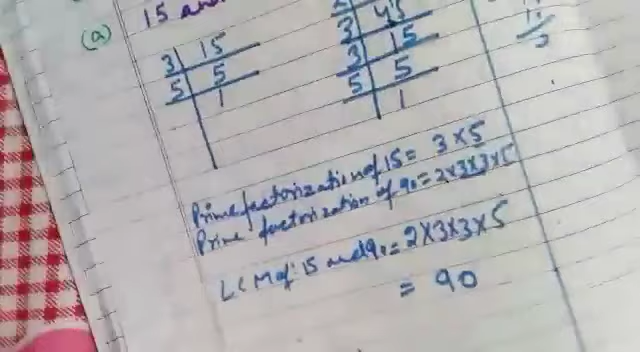 (a) 15 and
3 | 15
5 | 5
1
3 | 45
3 | 15
5 | 5
1
Prime factorization of 15 = 3 × 5
Prime factorization of 90 = 2×3×3×5
LCM of 15 and 90 = 2×3×3×5
= 90